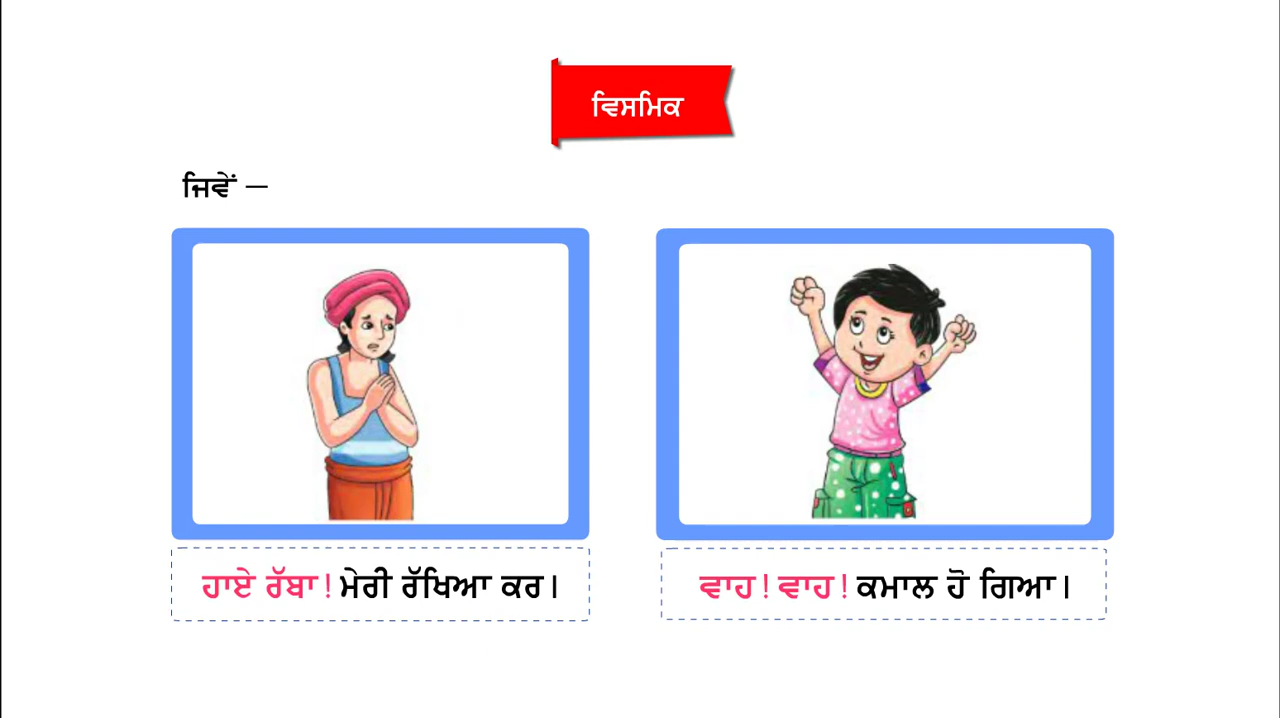 ਵਿਸਮਿਕ
ਜਿਵੇਂ —
ਹਾਏ ਰੱਬਾ ! ਮੇਰੀ ਰੱਖਿਆ ਕਰ।
ਵਾਹ ! ਵਾਹ ! ਕਮਾਲ ਹੋ ਗਿਆ।